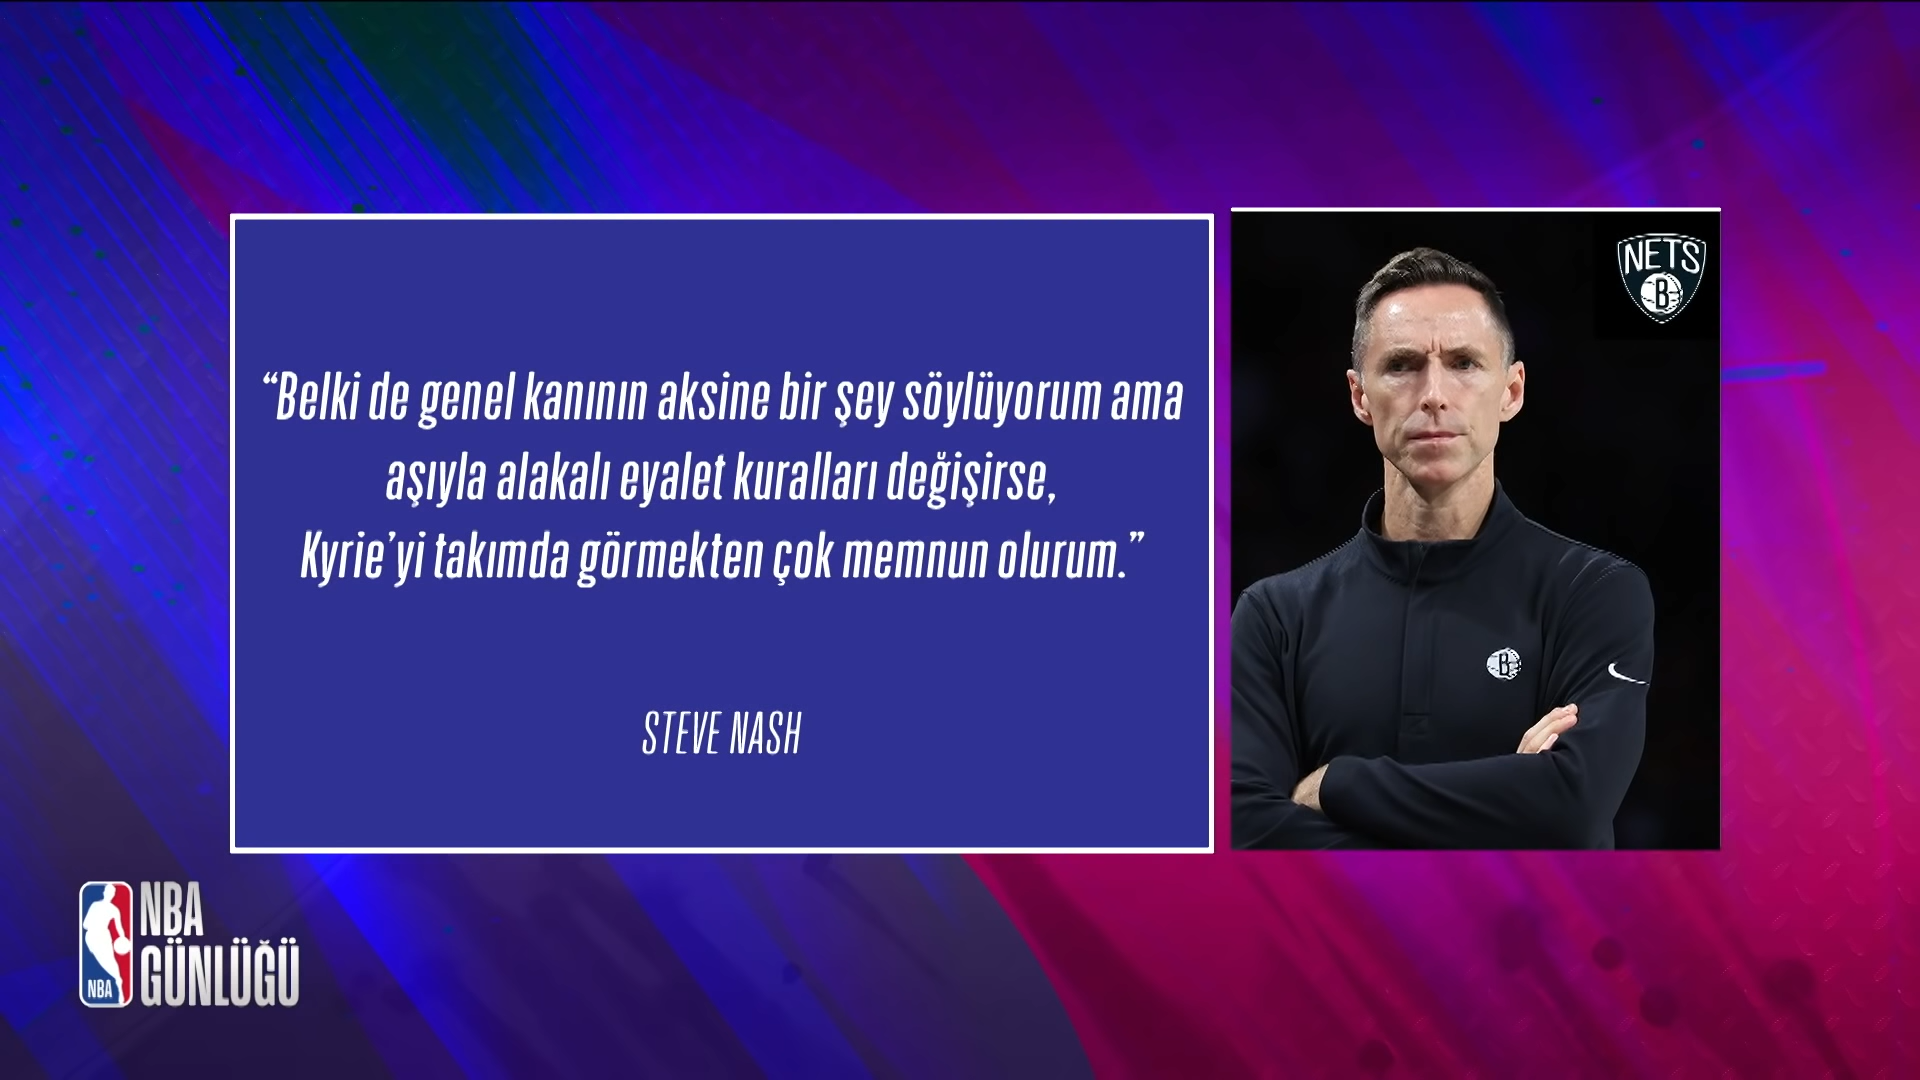 “Belki de genel kanının aksine bir şey söylüyorum ama
aşıyla alakalı eyalet kuralları değişirse,
Kyrie’yi takımda görmekten çok memnun olurum.”
STEVE NASH
NETS
B
B
NBA
NBA
GÜNLÜĞÜ